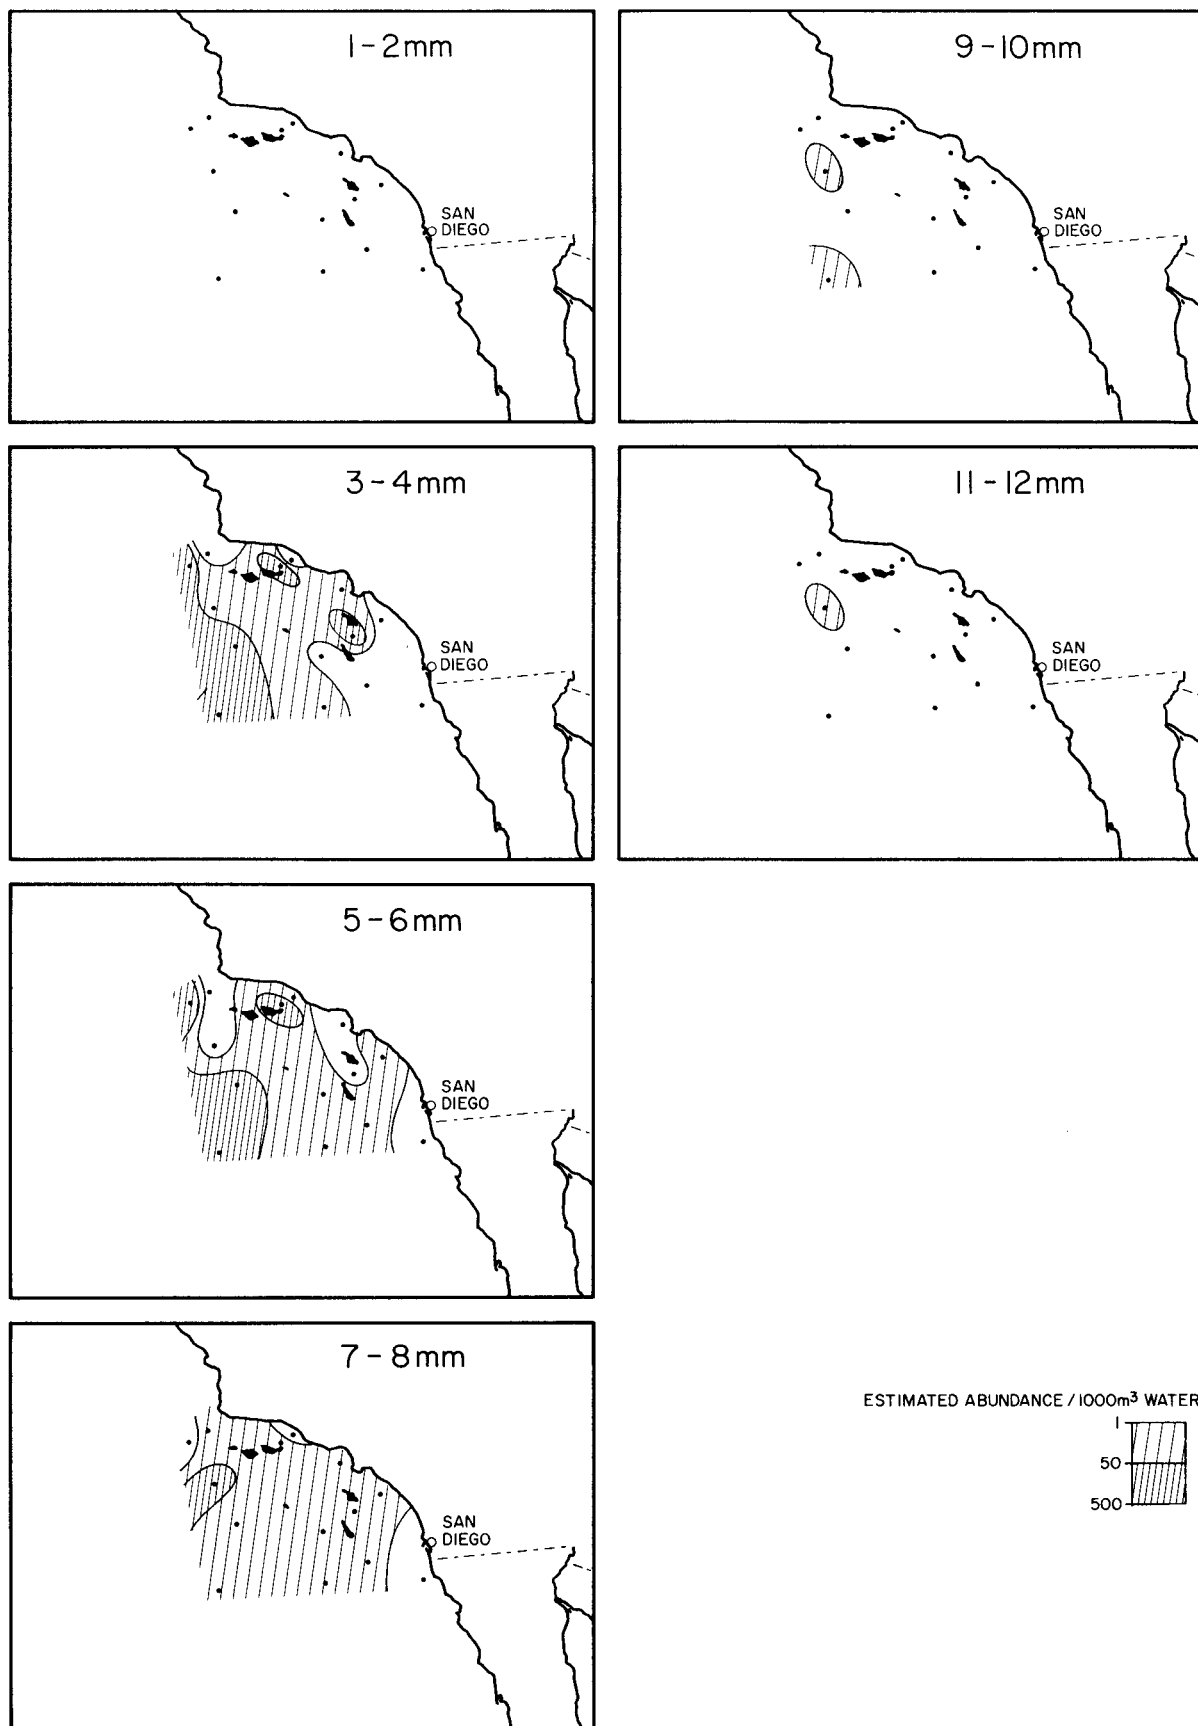 1-2mm
SAN
DIEGO
9-10mm
SAN
DIEGO
3-4mm
SAN
DIEGO
11-12mm
SAN
DIEGO
5-6mm
SAN
DIEGO
7-8mm
SAN
DIEGO
ESTIMATED ABUNDANCE / 1000m³ WATER
1
50
500